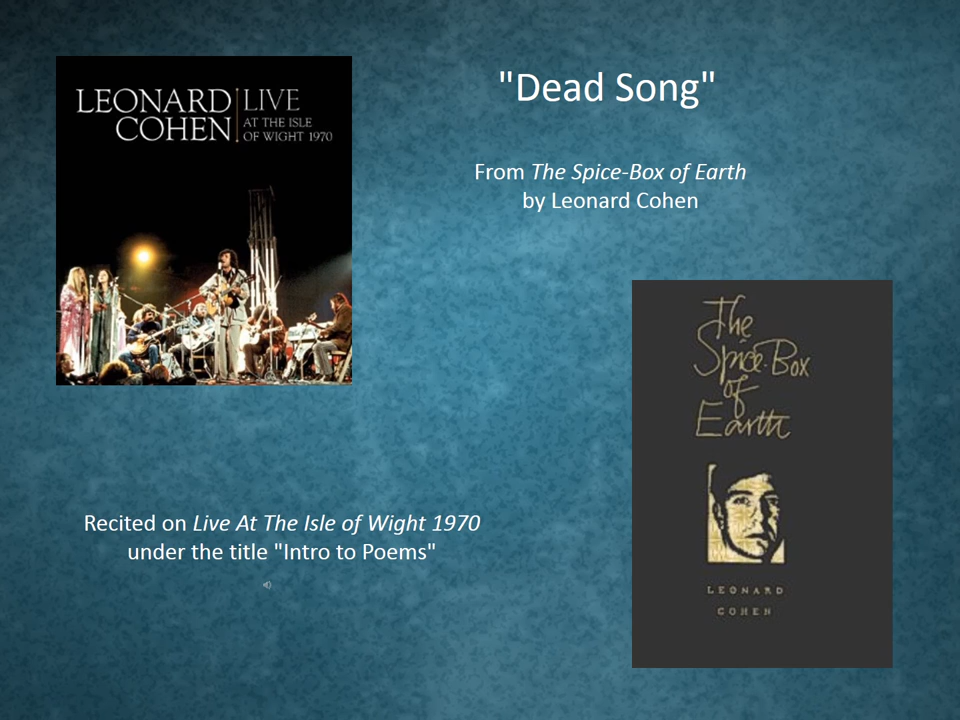 LEONARD COHEN
LIVE
AT THE ISLE
OF WIGHT 1970
"Dead Song"
From The Spice-Box of Earth
by Leonard Cohen
The
Spice-Box
of
Earth
LEONARD
COHEN
Recited on Live At The Isle of Wight 1970
under the title "Intro to Poems"